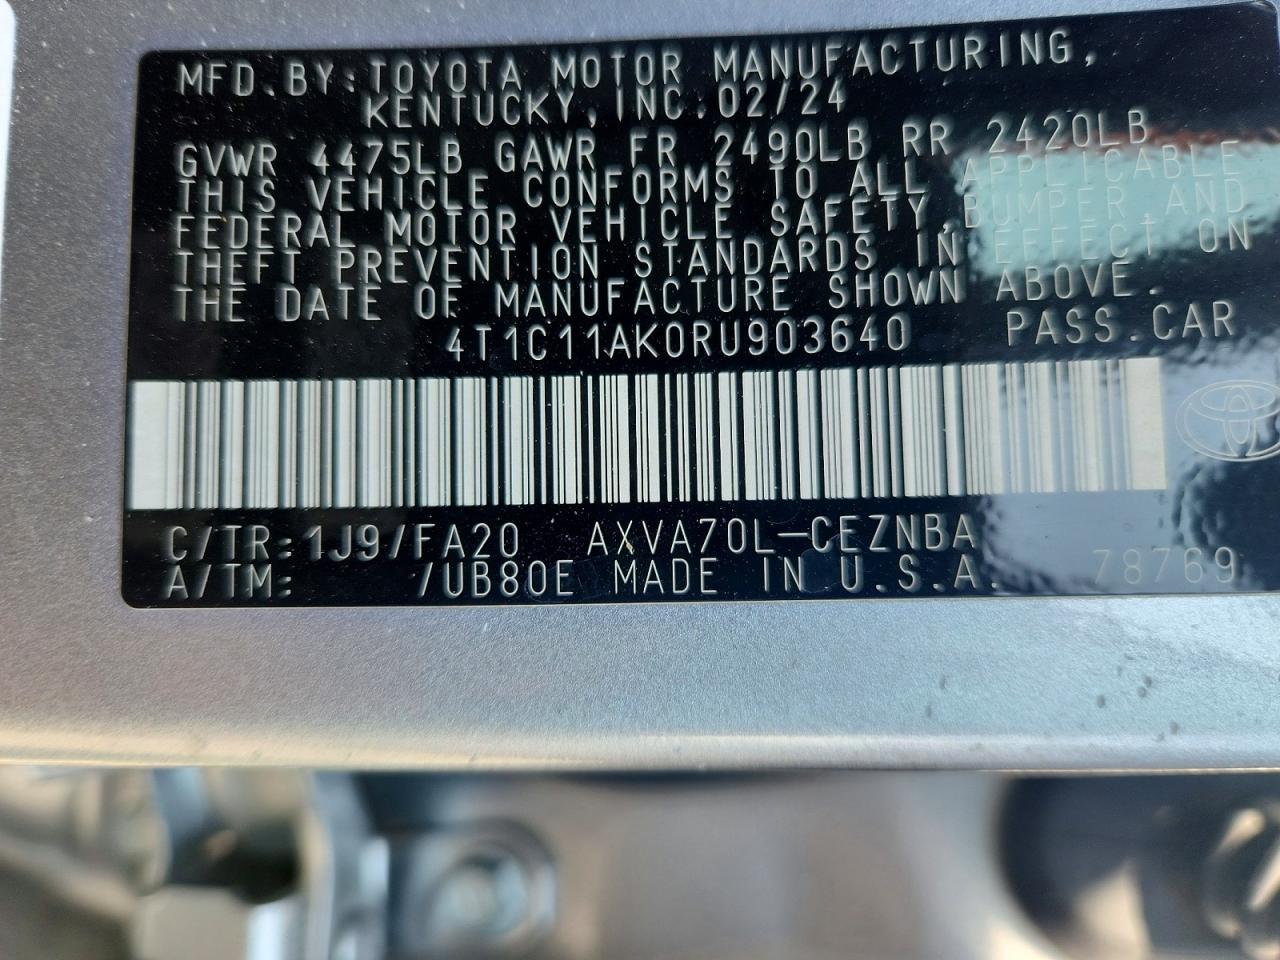 MFD.BY:TOYOTA MOTOR MANUFACTURING,
KENTUCKY,INC.02/24
GVWR 4475LB GAWR FR 2490LB RR 2420LB
THIS VEHICLE CONFORMS TO ALL APPLICABLE
FEDERAL MOTOR VEHICLE SAFETY,BUMPER,AND
THEFT PREVENTION STANDARDS IN EFFECT ON
THE DATE OF MANUFACTURE SHOWN ABOVE.
4T1C11AK0RU903640 PASS.CAR
C/TR:1J9/FA20 AXVA70L-CEZNBA
A/TM: /UB80E MADE IN U.S.A. 78769